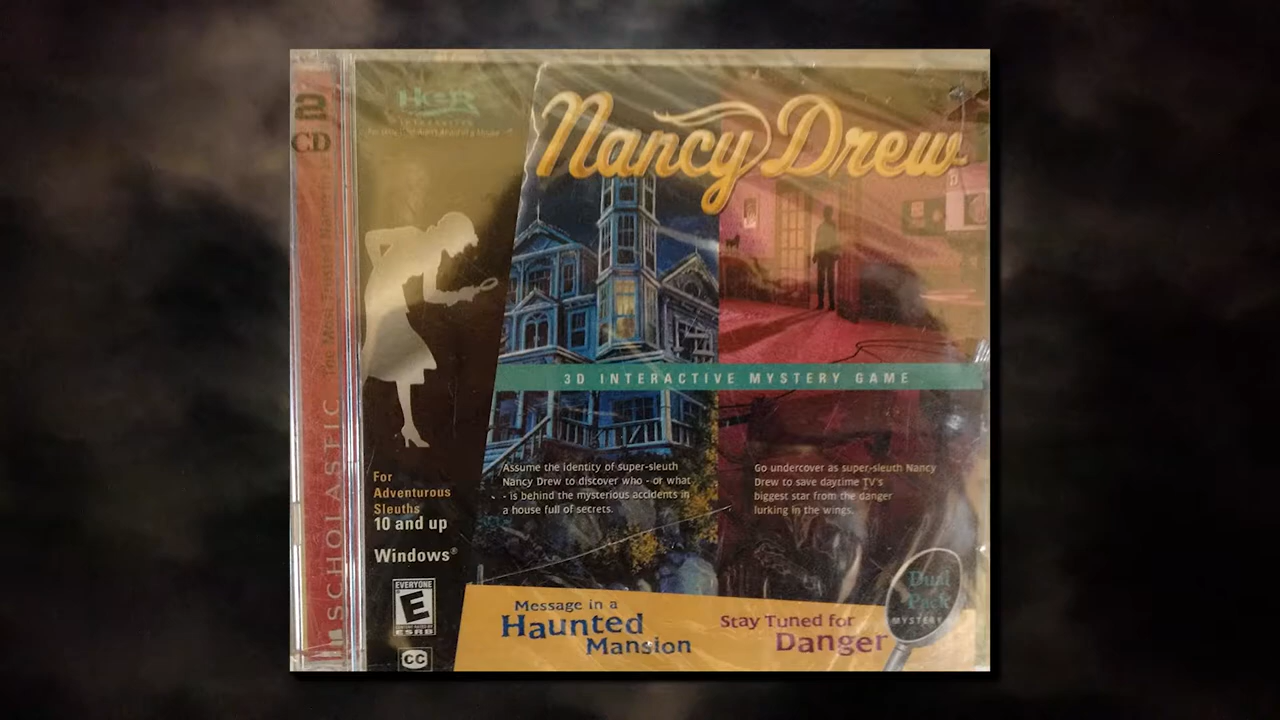 2
CD
SCHOLASTIC
HER
INTERACTIVE
Nancy Drew
3D INTERACTIVE MYSTERY GAME
Assume the identity of super-sleuth
Nancy Drew to discover who - or what
- is behind the mysterious accidents in
a house full of secrets.
Go undercover as super-sleuth Nancy
Drew to save daytime TV's
biggest star from the danger
lurking in the wings.
For
Adventurous
Sleuths
10 and up
Windows®
EVERYONE
E
ESRB
CC
Message in a
Haunted
Mansion
Stay Tuned for
Danger
Dual
Pack
MYSTERY